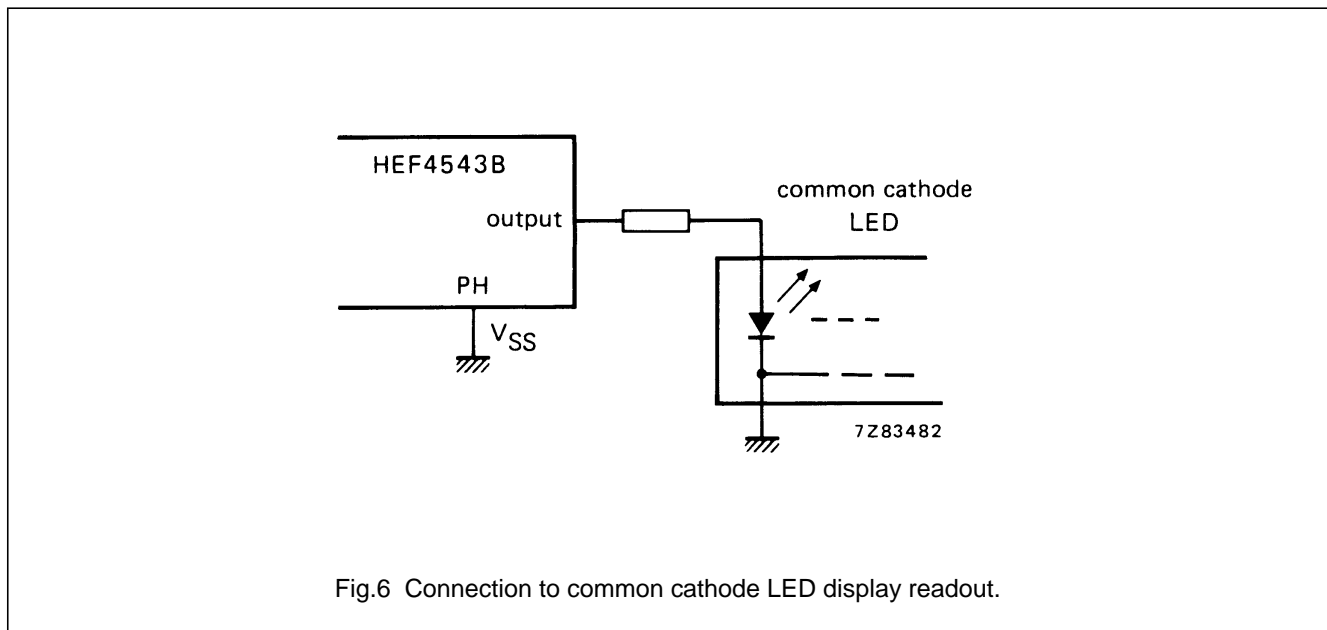 HEF4543B
output
PH
VSS
common cathode
LED
7Z83482
Fig.6 Connection to common cathode LED display readout.